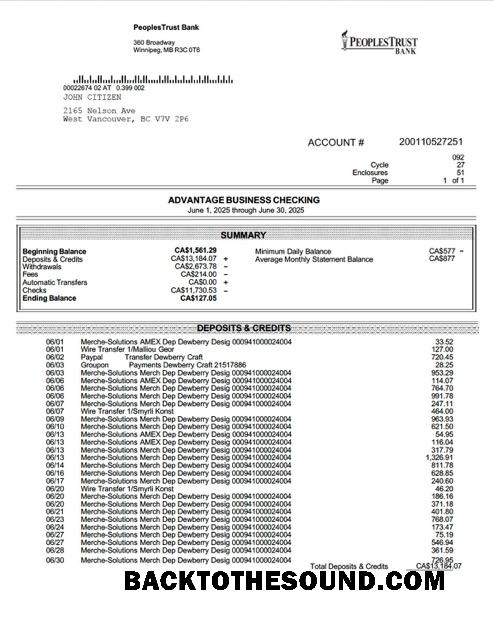 PeoplesTrust Bank
360 Broadway
Winnipeg, MB R3C 0T6
PEOPLESTRUST
BANK
00022674 02 AT 0.399 002
JOHN CITIZEN
2165 Nelson Ave
West Vancouver, BC V7V 2P6
ACCOUNT # 200110527251
092
Cycle 27
Enclosures 51
Page 1 of 1
ADVANTAGE BUSINESS CHECKING
June 1, 2025 through June 30, 2025
SUMMARY
Beginning Balance CA$1,561.29 Minimum Daily Balance CA$577 –
Deposits & Credits CA$13,184.07 + Average Monthly Statement Balance CA$877
Withdrawals CA$2,673.78 –
Fees CA$214.00 –
Automatic Transfers CA$0.00 +
Checks CA$11,730.53 –
Ending Balance CA$127.05
DEPOSITS & CREDITS
06/01 Merche-Solutions AMEX Dep Dewberry Desig 000941000024004 33.52
06/01 Wire Transfer 1/Malliou Geor 127.00
06/02 Paypal Transfer Dewberry Craft 720.45
06/03 Groupon Payments Dewberry Craft 21517886 28.25
06/03 Merche-Solutions Merch Dep Dewberry Desig 000941000024004 953.29
06/06 Merche-Solutions AMEX Dep Dewberry Desig 000941000024004 114.07
06/06 Merche-Solutions Merch Dep Dewberry Desig 000941000024004 764.70
06/06 Merche-Solutions Merch Dep Dewberry Desig 000941000024004 991.78
06/07 Merche-Solutions Merch Dep Dewberry Desig 000941000024004 247.11
06/07 Wire Transfer 1/Smyrli Konst 464.00
06/09 Merche-Solutions Merch Dep Dewberry Desig 000941000024004 963.93
06/10 Merche-Solutions Merch Dep Dewberry Desig 000941000024004 621.50
06/13 Merche-Solutions AMEX Dep Dewberry Desig 000941000024004 54.95
06/13 Merche-Solutions AMEX Dep Dewberry Desig 000941000024004 116.04
06/13 Merche-Solutions Merch Dep Dewberry Desig 000941000024004 317.79
06/13 Merche-Solutions Merch Dep Dewberry Desig 000941000024004 1,326.91
06/14 Merche-Solutions Merch Dep Dewberry Desig 000941000024004 811.78
06/16 Merche-Solutions Merch Dep Dewberry Desig 000941000024004 628.85
06/17 Merche-Solutions Merch Dep Dewberry Desig 000941000024004 240.60
06/20 Wire Transfer 1/Smyrli Konst 46.20
06/20 Merche-Solutions Merch Dep Dewberry Desig 000941000024004 186.16
06/20 Merche-Solutions Merch Dep Dewberry Desig 000941000024004 371.18
06/21 Merche-Solutions Merch Dep Dewberry Desig 000941000024004 401.80
06/23 Merche-Solutions Merch Dep Dewberry Desig 000941000024004 768.07
06/24 Merche-Solutions Merch Dep Dewberry Desig 000941000024004 173.47
06/27 Merche-Solutions Merch Dep Dewberry Desig 000941000024004 75.19
06/27 Merche-Solutions Merch Dep Dewberry Desig 000941000024004 546.94
06/28 Merche-Solutions Merch Dep Dewberry Desig 000941000024004 361.59
06/30 Merche-Solutions Merch Dep Dewberry Desig 000941000024004 726.95
Total Deposits & Credits CA$13,184.07
BACKTOTHESOUND.COM